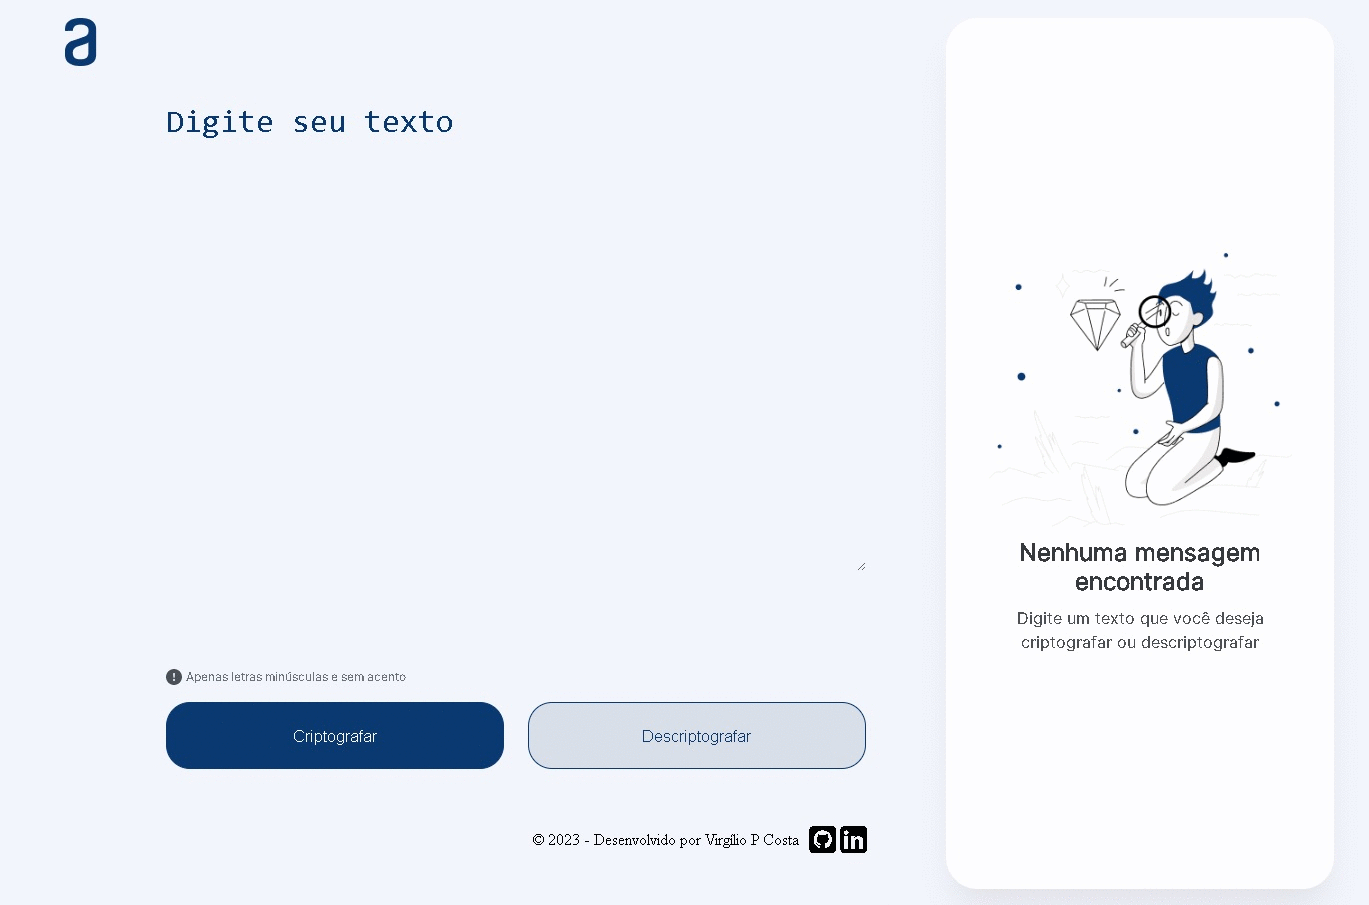 a
Digite seu texto
Apenas letras minúsculas e sem acento
Criptografar
Descriptografar
© 2023 - Desenvolvido por Virgílio P Costa
in
Nenhuma mensagem
encontrada
Digite um texto que você deseja
criptografar ou descriptografar